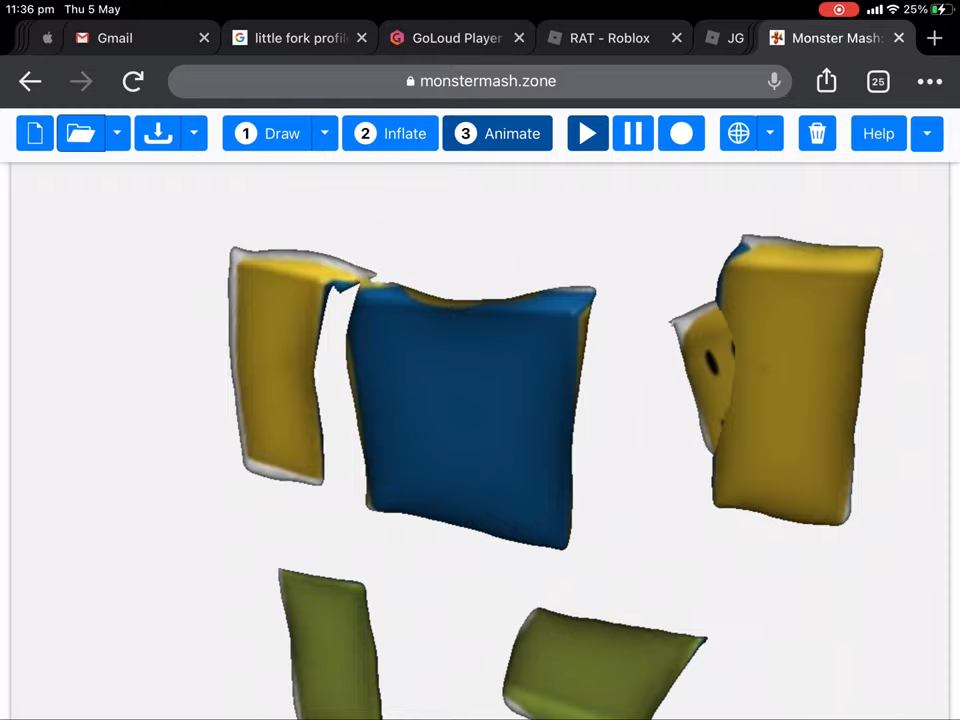 11:36 pm Thu 5 May 25%
Gmail little fork profil GoLoud Player RAT - Roblox JG Monster Mash:
monstermash.zone 25
1 Draw 2 Inflate 3 Animate Help